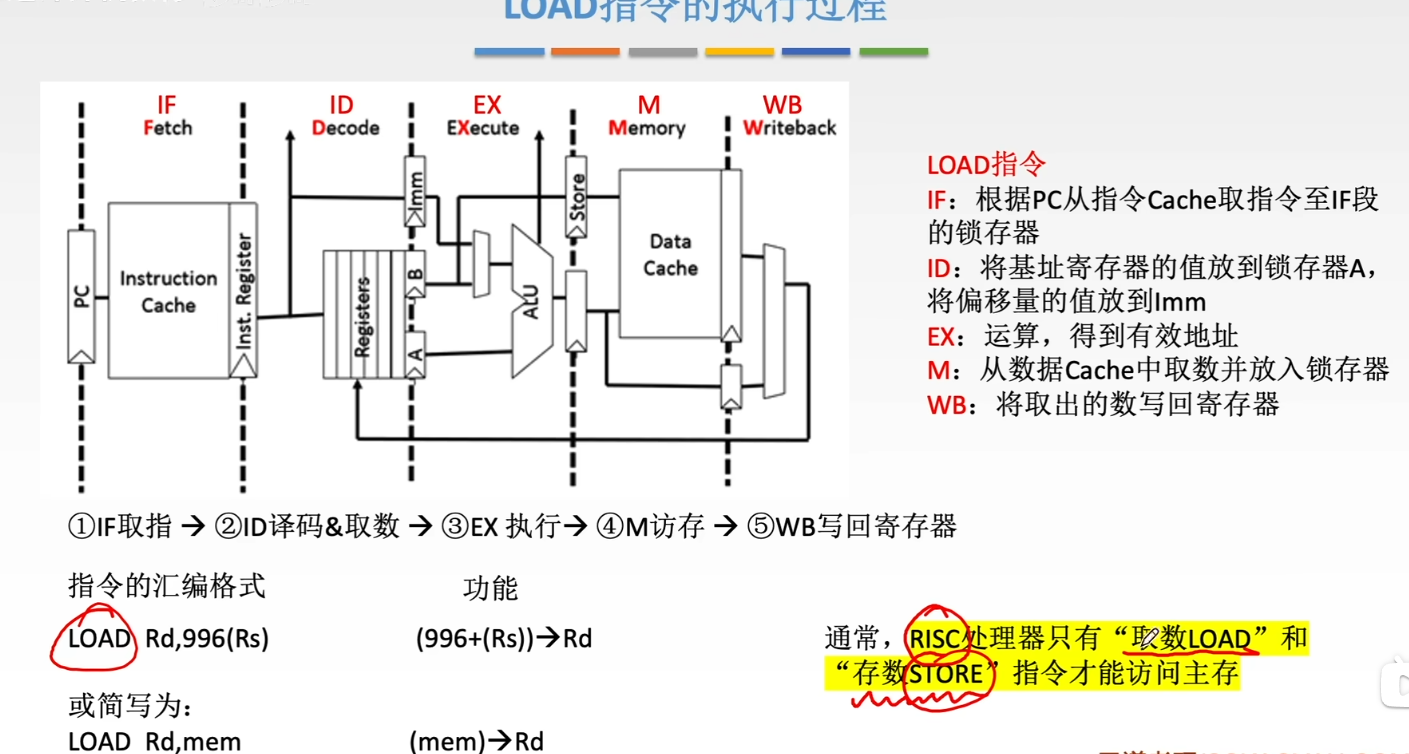 LOAD指令的执行过程
IF
Fetch
ID
Decode
EX
EXecute
M
Memory
WB
Writeback
PC
Instruction
Cache
Inst. Register
Registers
Imm
B
A
ALU
Store
Data
Cache
LOAD指令
IF：根据PC从指令Cache取指令至IF段
的锁存器
ID：将基址寄存器的值放到锁存器A，
将偏移量的值放到Imm
EX：运算，得到有效地址
M：从数据Cache中取数并放入锁存器
WB：将取出的数写回寄存器
①IF取指 → ②ID译码&取数 → ③EX 执行→ ④M访存 → ⑤WB写回寄存器
指令的汇编格式 功能
LOAD Rd,996(Rs) (996+(Rs))→Rd
或简写为：
LOAD Rd,mem (mem)→Rd
通常，RISC处理器只有“取数LOAD”和
“存数STORE”指令才能访问主存